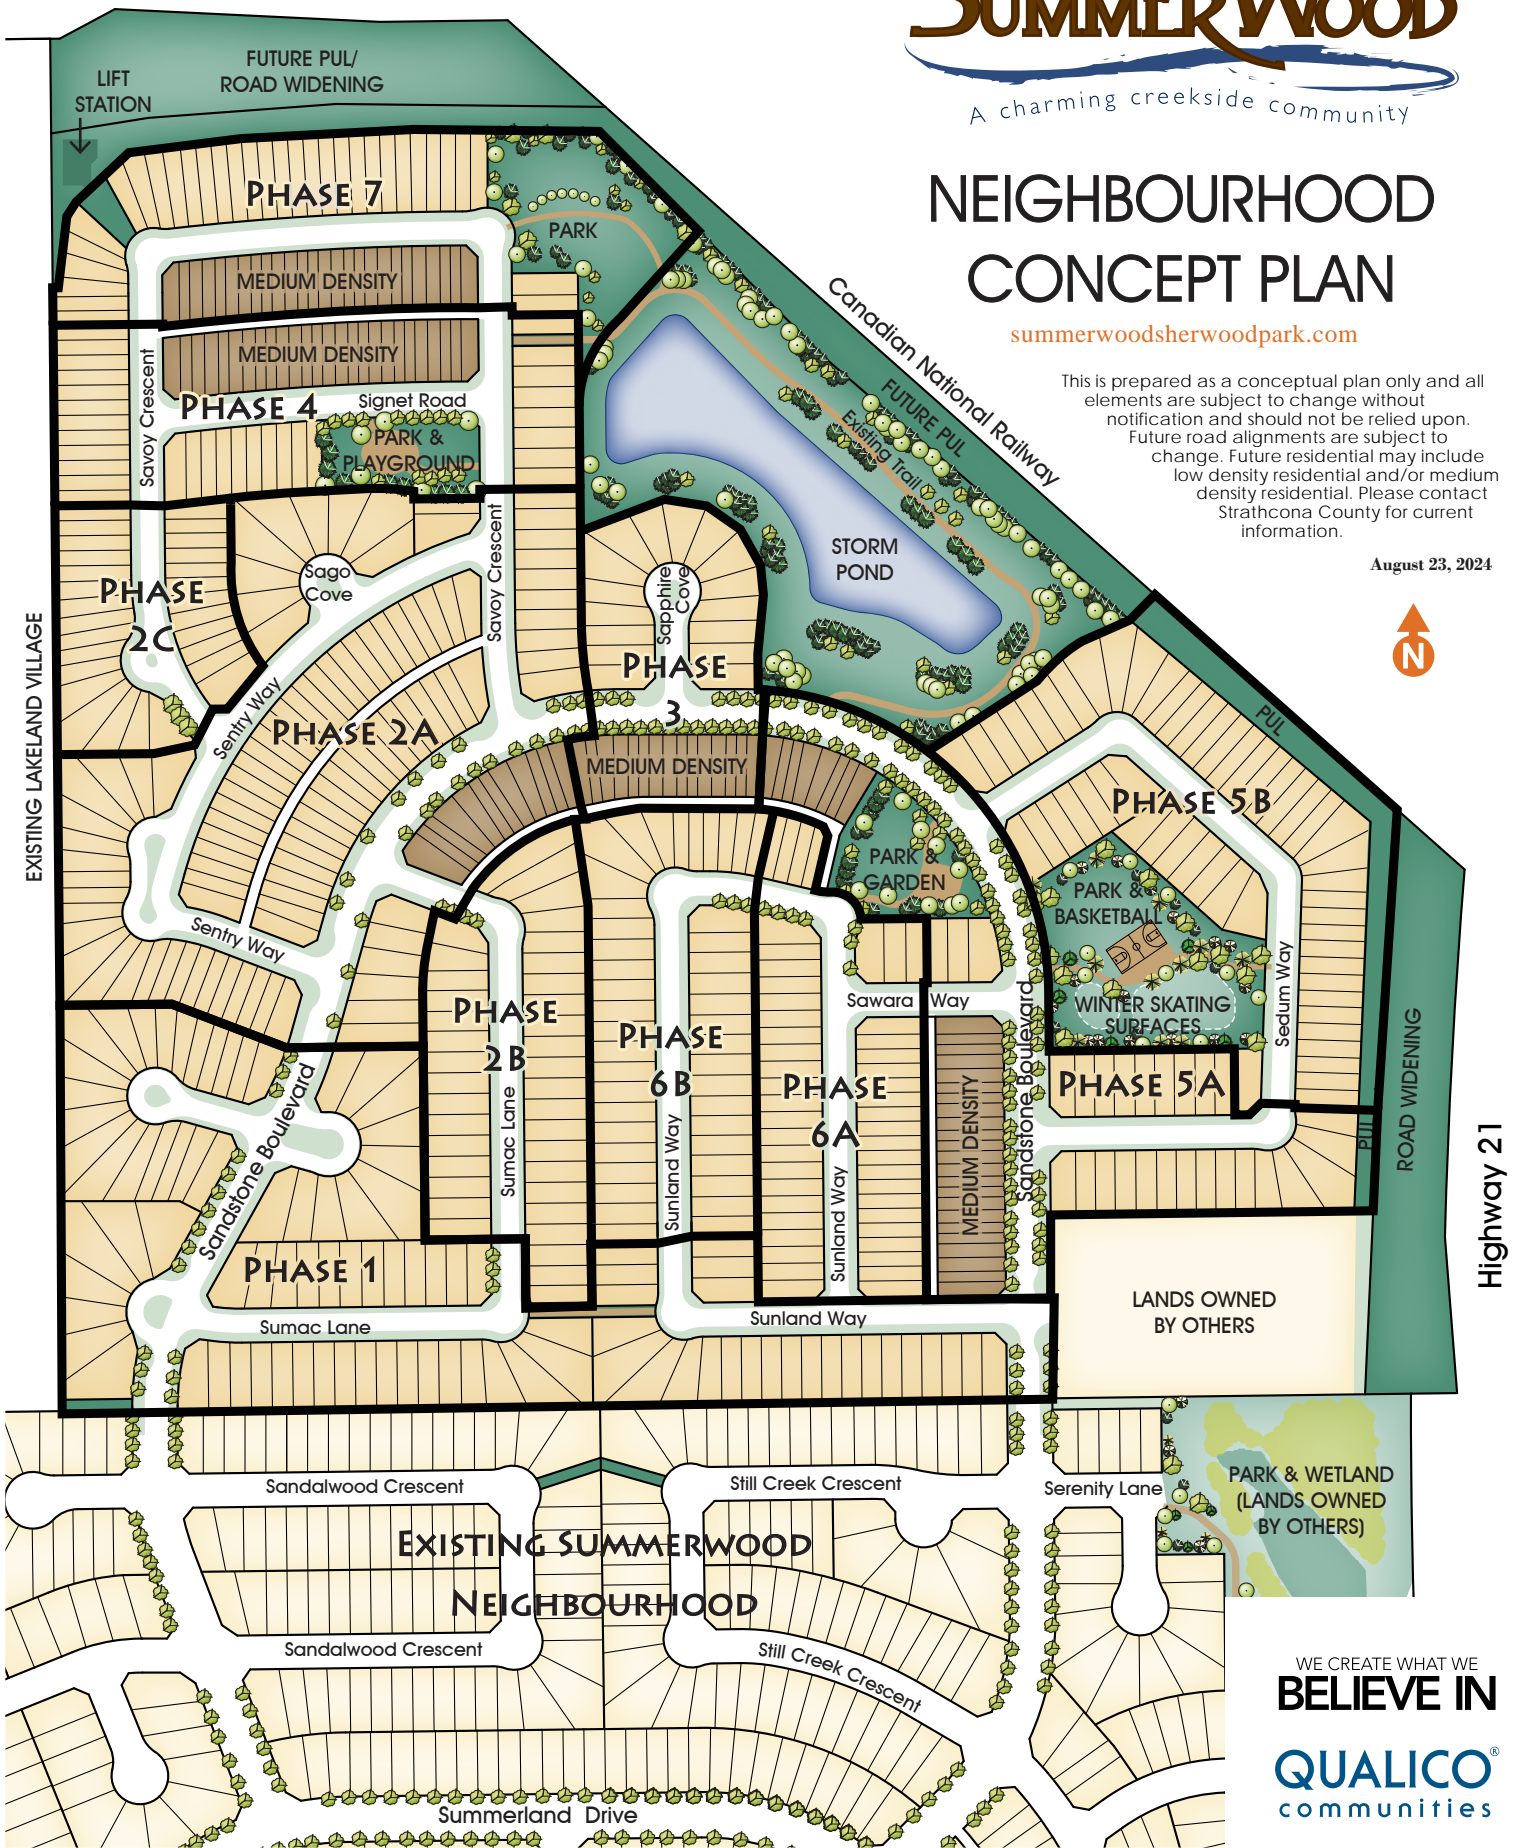 SUMMERWOOD
A charming creekside community
NEIGHBOURHOOD
CONCEPT PLAN
summerwoodsherwoodpark.com
This is prepared as a conceptual plan only and all
elements are subject to change without
notification and should not be relied upon.
Future road alignments are subject to
change. Future residential may include
low density residential and/or medium
density residential. Please contact
Strathcona County for current
information.
August 23, 2024
N
FUTURE PUL/
ROAD WIDENING
LIFT
STATION
PHASE 7
PARK
MEDIUM DENSITY
MEDIUM DENSITY
Savoy Crescent
PHASE 4
Signet Road
PARK &
PLAYGROUND
Canadian National Railway
FUTURE PUL
Existing Trail
STORM
POND
Sago
Cove
Savoy Crescent
Sapphire
Cove
PHASE
2C
PHASE
3
EXISTING LAKELAND VILLAGE
Sentry Way
PHASE 2A
MEDIUM DENSITY
PUL
PHASE 5B
PARK &
GARDEN
PARK &
BASKETBALL
Sentry Way
WINTER SKATING
SURFACES
Sedum Way
Sawara Way
PHASE
2B
PHASE
6B
PHASE
6A
PHASE 5A
Sandstone Boulevard
MEDIUM DENSITY
Sandstone Boulevard
Sumac Lane
Sunland Way
Sunland Way
PUL
ROAD WIDENING
Highway 21
PHASE 1
Sumac Lane
Sunland Way
LANDS OWNED
BY OTHERS
Sandalwood Crescent
Still Creek Crescent
Serenity Lane
PARK & WETLAND
(LANDS OWNED
BY OTHERS)
EXISTING SUMMERWOOD
NEIGHBOURHOOD
Sandalwood Crescent
Still Creek Crescent
Summerland Drive
WE CREATE WHAT WE
BELIEVE IN
QUALICO®
communities